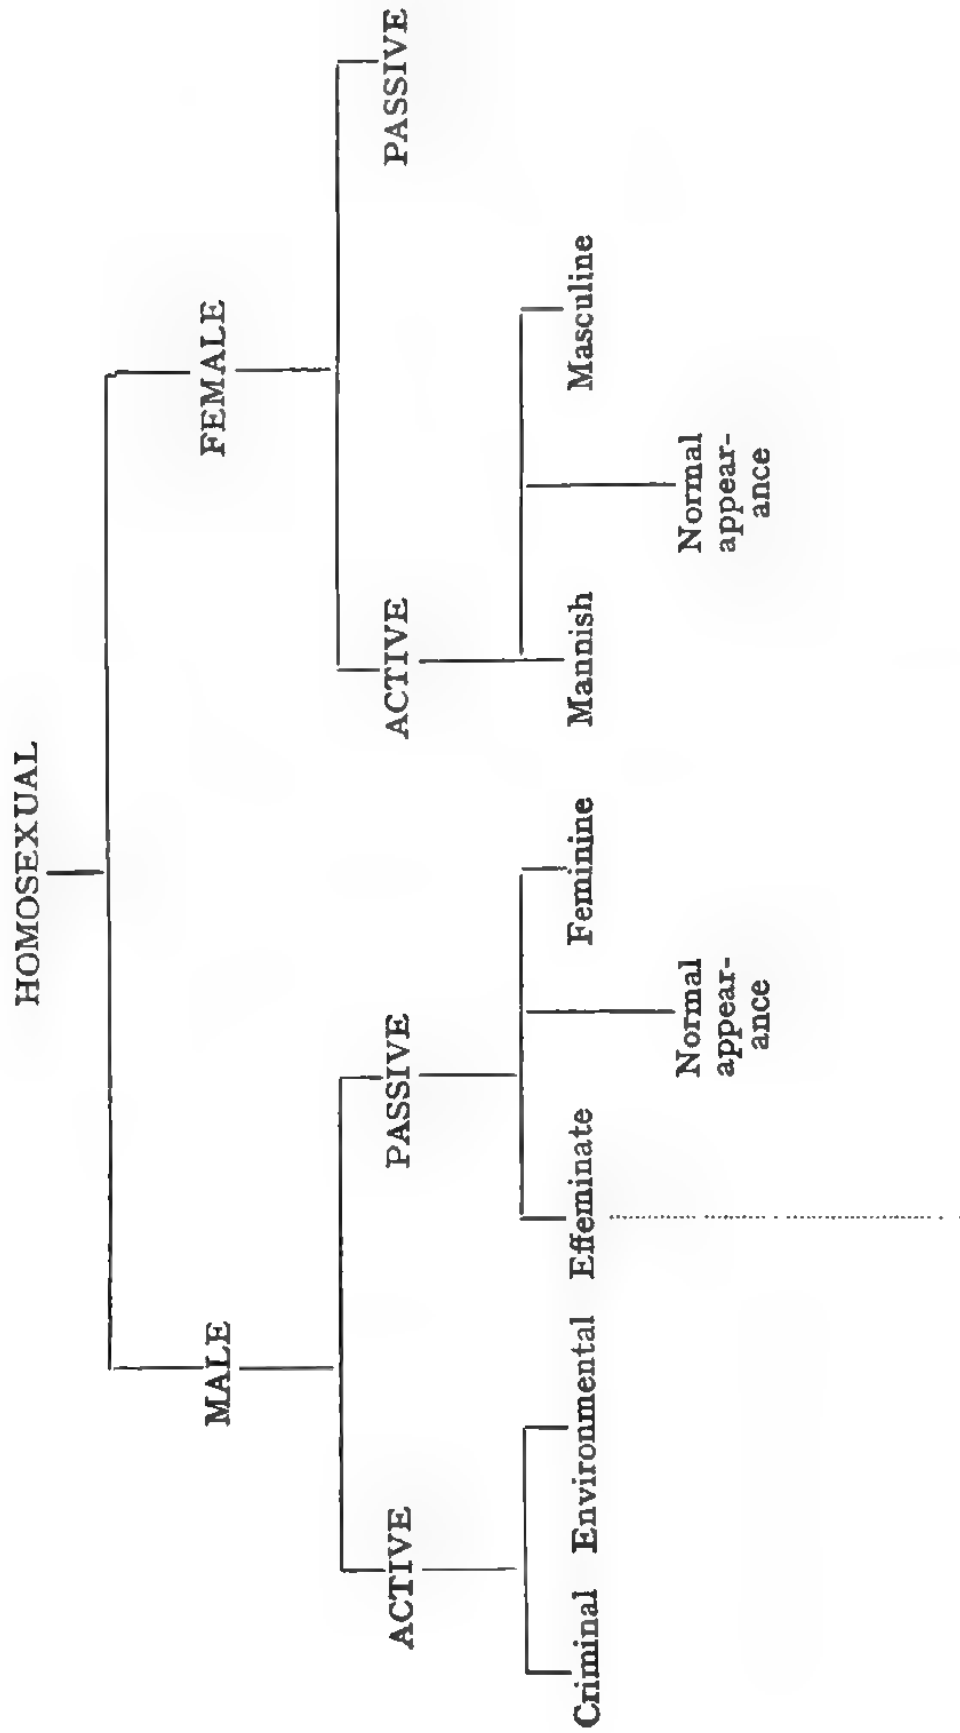 HOMOSEXUAL
MALE
FEMALE
ACTIVE
PASSIVE
ACTIVE
PASSIVE
Criminal
Environmental
Effeminate
Normal
appear-
ance
Feminine
Mannish
Normal
appear-
ance
Masculine